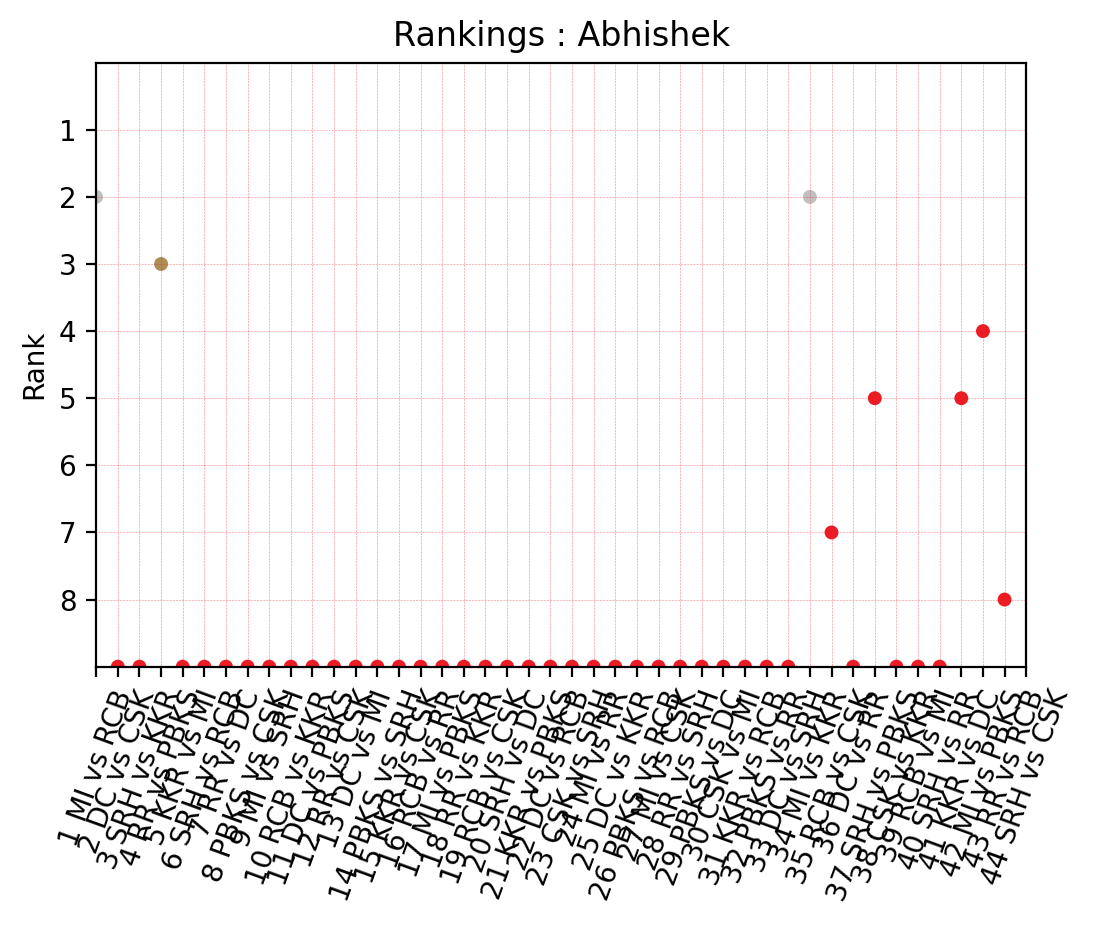 Rankings : Abhishek
1
2
3
4
5
6
7
8
Rank
1 MI vs RCB
2 DC vs CSK
3 SRH vs KKR
4 RR vs PBKS
5 KKR vs MI
6 SRH vs RCB
7 RR vs DC
8 PBKS vs CSK
9 MI vs SRH
10 RCB vs KKR
11 DC vs PBKS
12 RR vs CSK
13 DC vs MI
14 PBKS vs SRH
15 KKR vs CSK
16 RCB vs RR
17 MI vs PBKS
18 RR vs KKR
19 RCB vs CSK
20 SRH vs DC
21 KKR vs PBKS
22 DC vs RCB
23 CSK vs SRH
24 MI vs RR
25 DC vs KKR
26 PBKS vs RCB
27 MI vs CSK
28 RR vs SRH
29 PBKS vs DC
30 CSK vs MI
31 KKR vs RCB
32 PBKS vs RR
33 DC vs SRH
34 MI vs KKR
35 RCB vs CSK
36 DC vs RR
37 SRH vs PBKS
38 CSK vs KKR
39 RCB vs MI
40 SRH vs RR
41 KKR vs DC
42 MI vs PBKS
43 RR vs RCB
44 SRH vs CSK